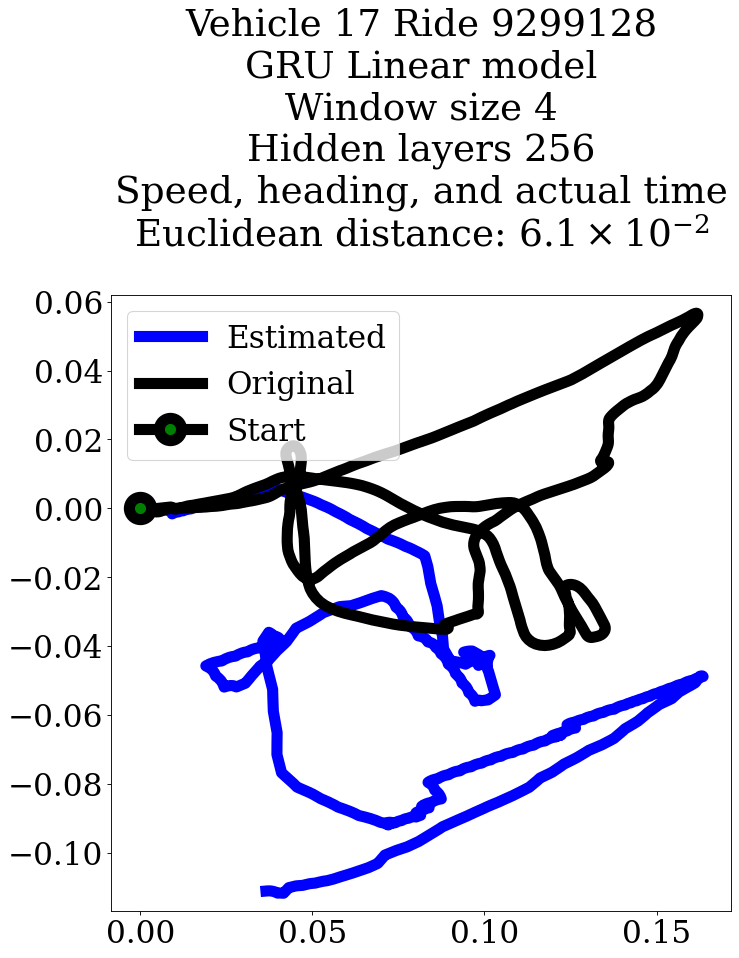 Vehicle 17 Ride 9299128
GRU Linear model
Window size 4
Hidden layers 256
Speed, heading, and actual time
Euclidean distance: 6.1 × 10⁻²
0.06
0.04
0.02
0.00
−0.02
−0.04
−0.06
−0.08
−0.10
Estimated
Original
Start
0.00 0.05 0.10 0.15